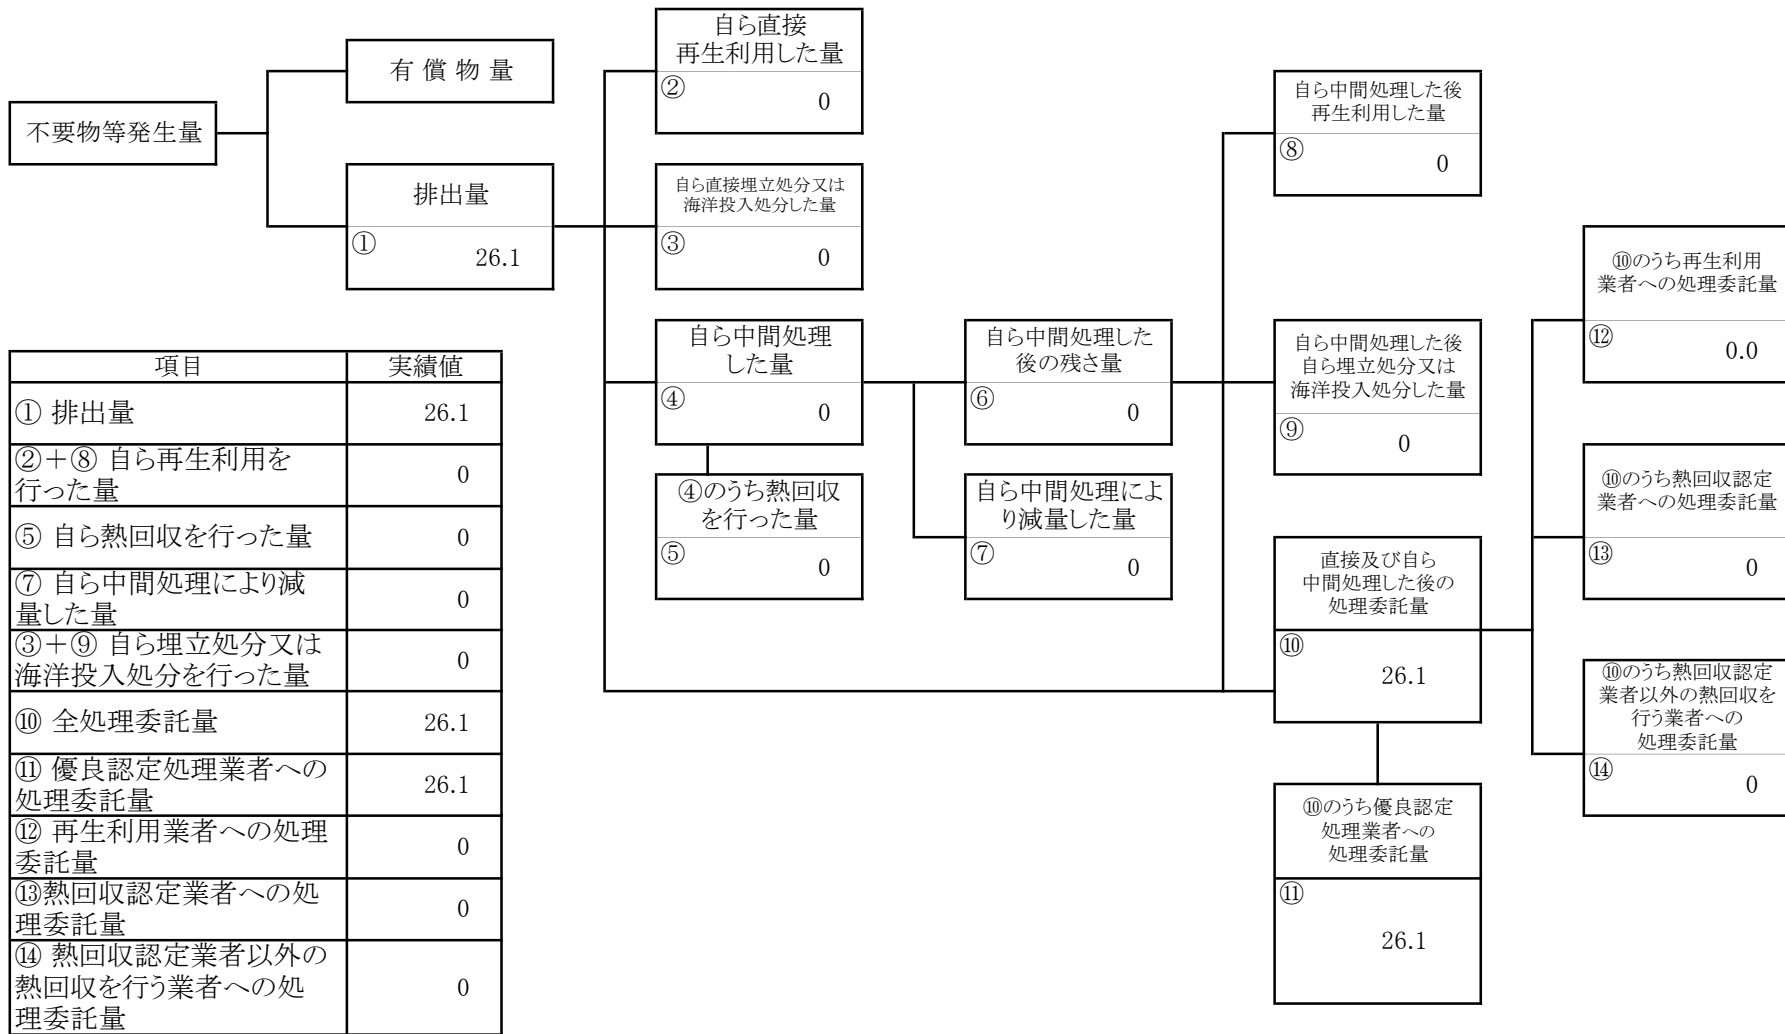 不要物等発生量
有償物量
排出量
①
26.1
自ら直接
再生利用した量
②
0
自ら直接埋立処分又は
海洋投入処分した量
③
0
自ら中間処理
した量
④
0
④のうち熱回収
を行った量
⑤
0
自ら中間処理した
後の残さ量
⑥
0
自ら中間処理によ
り減量した量
⑦
0
自ら中間処理した後
再生利用した量
⑧
0
自ら中間処理した後
自ら埋立処分又は
海洋投入処分した量
⑨
0
直接及び自ら
中間処理した後の
処理委託量
⑩
26.1
⑩のうち優良認定
処理業者への
処理委託量
⑪
26.1
⑩のうち再生利用
業者への処理委託量
⑫
0.0
⑩のうち熱回収認定
業者への処理委託量
⑬
0
⑩のうち熱回収認定
業者以外の熱回収を
行う業者への
処理委託量
⑭
0
項目 実績値
① 排出量 26.1
②+⑧ 自ら再生利用を
行った量 0
⑤ 自ら熱回収を行った量 0
⑦ 自ら中間処理により減
量した量 0
③+⑨ 自ら埋立処分又は
海洋投入処分を行った量 0
⑩ 全処理委託量 26.1
⑪ 優良認定処理業者への
処理委託量 26.1
⑫ 再生利用業者への処理
委託量 0
⑬熱回収認定業者への処
理委託量 0
⑭ 熱回収認定業者以外の
熱回収を行う業者への処
理委託量 0